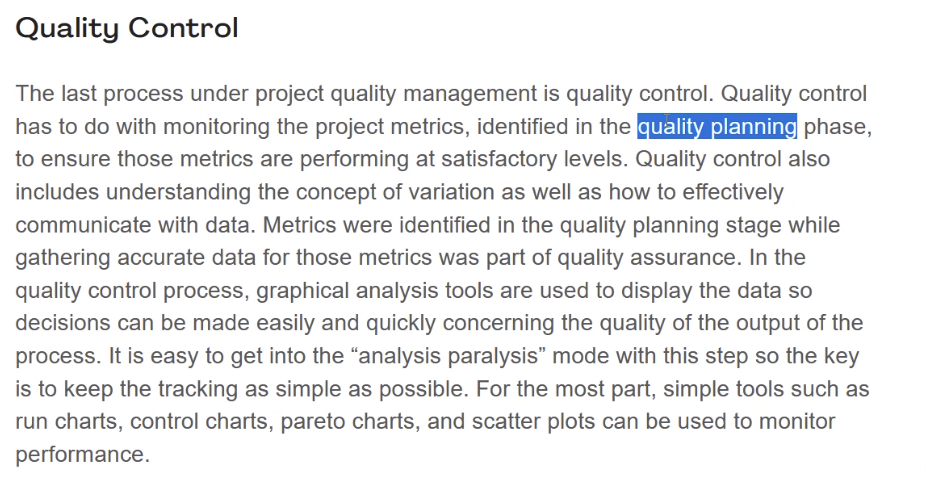 Quality Control
The last process under project quality management is quality control. Quality control
has to do with monitoring the project metrics, identified in the quality planning phase,
to ensure those metrics are performing at satisfactory levels. Quality control also
includes understanding the concept of variation as well as how to effectively
communicate with data. Metrics were identified in the quality planning stage while
gathering accurate data for those metrics was part of quality assurance. In the
quality control process, graphical analysis tools are used to display the data so
decisions can be made easily and quickly concerning the quality of the output of the
process. It is easy to get into the “analysis paralysis” mode with this step so the key
is to keep the tracking as simple as possible. For the most part, simple tools such as
run charts, control charts, pareto charts, and scatter plots can be used to monitor
performance.